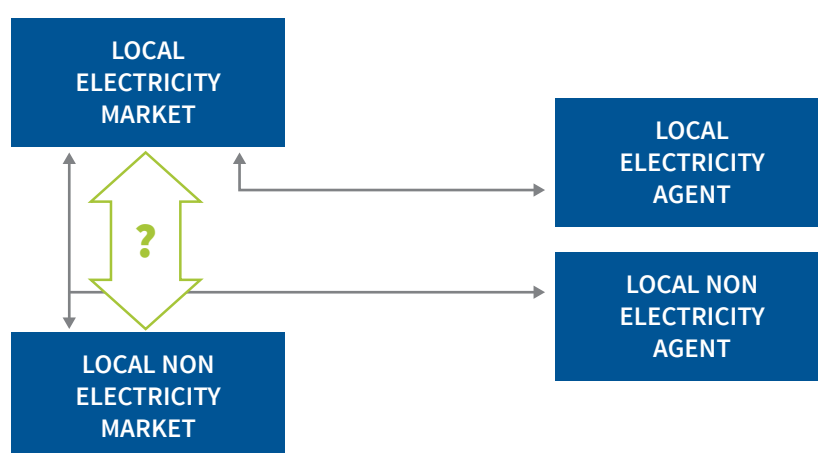 LOCAL
ELECTRICITY
MARKET
LOCAL
ELECTRICITY
AGENT
?
LOCAL NON
ELECTRICITY
AGENT
LOCAL NON
ELECTRICITY
MARKET